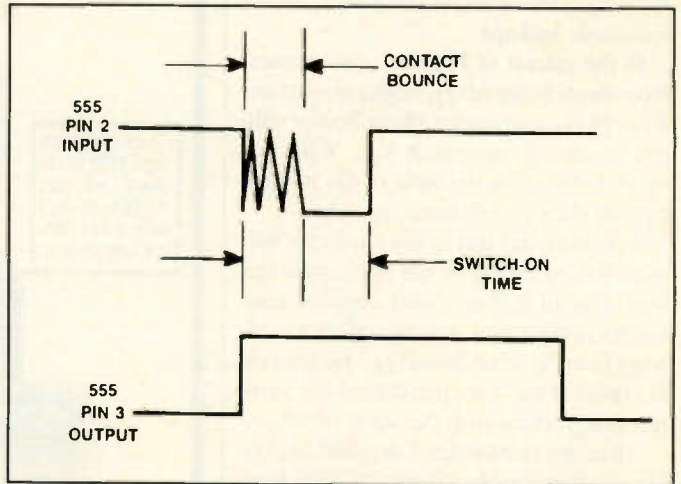 CONTACT
BOUNCE
555
PIN 2
INPUT
SWITCH-ON
TIME
555
PIN 3
OUTPUT